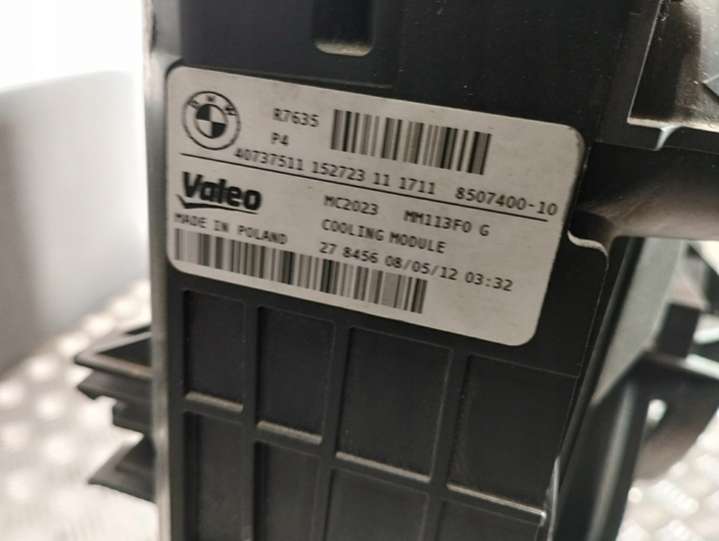 BMW
R7635
P4
40737511 152723 11 1711 8507400-10
Valeo MC2023 MM113F0 G
MADE IN POLAND COOLING MODULE
27 8456 08/05/12 03:32